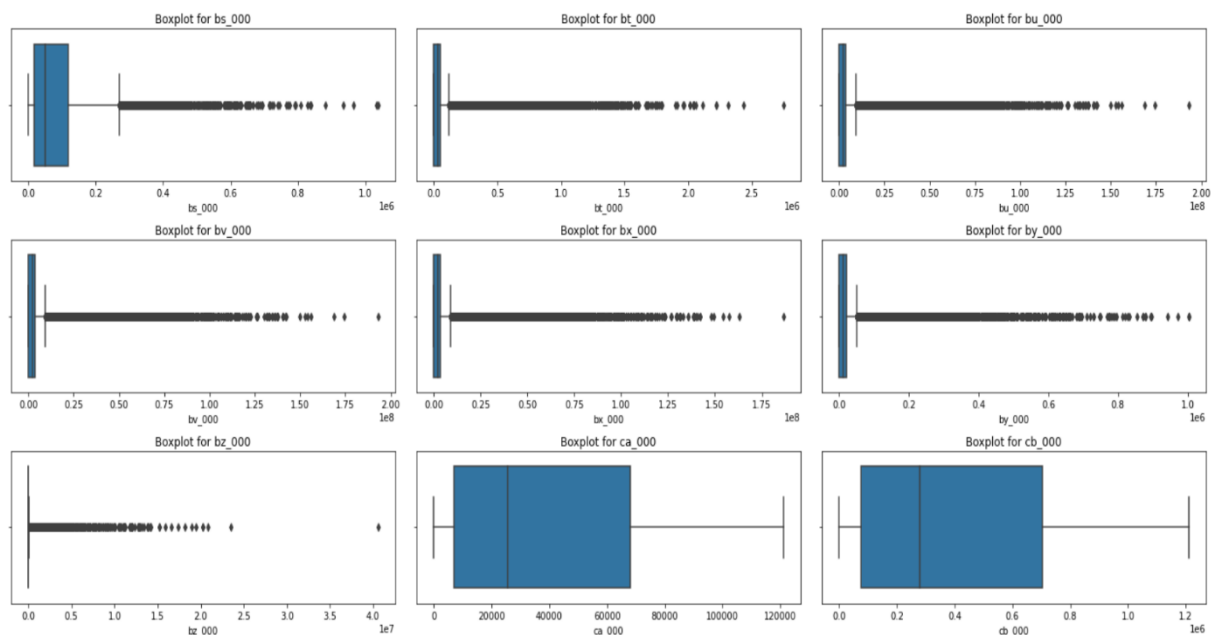 Boxplot for bs_000
Boxplot for bt_000
Boxplot for bu_000
0.0 0.2 0.4 0.6 0.8 1.0
bs_000
1e6
0.0 0.5 1.0 1.5 2.0 2.5
bt_000
1e6
0.00 0.25 0.50 0.75 1.00 1.25 1.50 1.75 2.00
bu_000
1e8
Boxplot for bv_000
Boxplot for bx_000
Boxplot for by_000
0.00 0.25 0.50 0.75 1.00 1.25 1.50 1.75 2.00
bv_000
1e8
0.00 0.25 0.50 0.75 1.00 1.25 1.50 1.75
bx_000
1e8
0.0 0.2 0.4 0.6 0.8 1.0
by_000
1e6
Boxplot for bz_000
Boxplot for ca_000
Boxplot for cb_000
0.0 0.5 1.0 1.5 2.0 2.5 3.0 3.5 4.0
bz_000
1e7
0 20000 40000 60000 80000 100000 120000
ca_000
0.0 0.2 0.4 0.6 0.8 1.0 1.2
cb_000
1e6